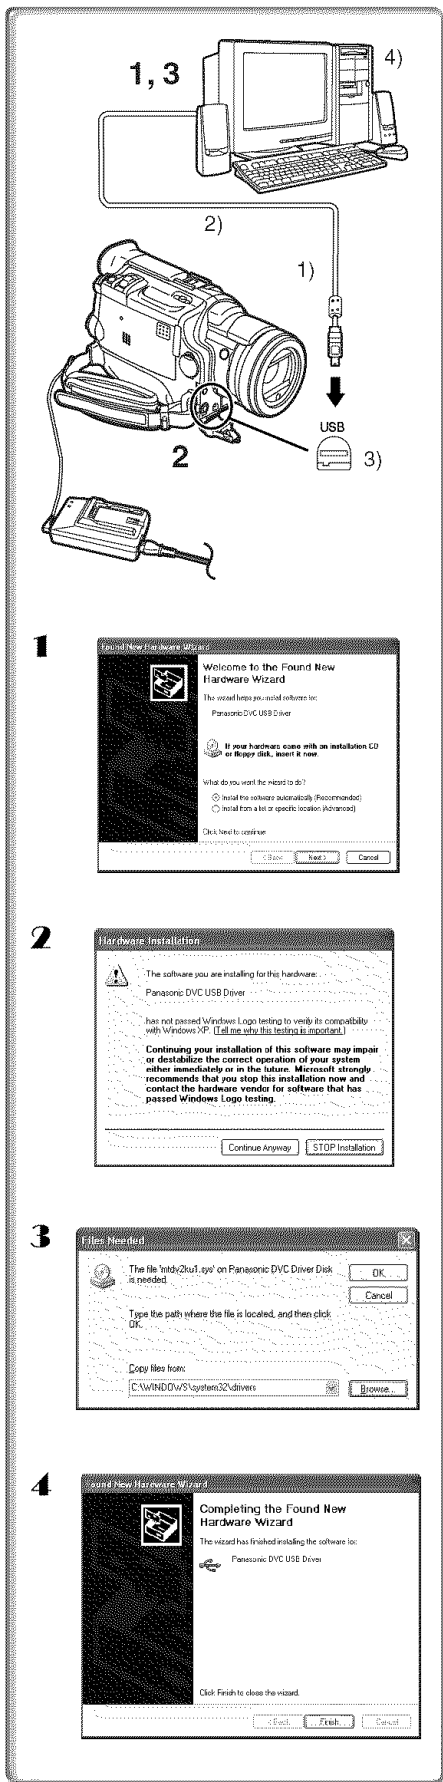 1, 3
4)
2)
1)
USB
2
3)
1
Found New Hardware Wizard
Welcome to the Found New
Hardware Wizard
This wizard helps you install software for:
Panasonic DVC USB Driver
If your hardware came with an installation CD
or floppy disk, insert it now.
What do you want the wizard to do?
Install the software automatically (Recommended)
Install from a list or specific location (Advanced)
Click Next to continue.
< Back
Next >
Cancel
2
Hardware Installation
The software you are installing for this hardware:
Panasonic DVC USB Driver
has not passed Windows Logo testing to verify its compatibility
with Windows XP. (Tell me why this testing is important.)
Continuing your installation of this software may impair
or destabilize the correct operation of your system
either immediately or in the future. Microsoft strongly
recommends that you stop this installation now and
contact the hardware vendor for software that has
passed Windows Logo testing.
Continue Anyway
STOP Installation
3
Files Needed
The file 'mtdv2ku1.sys' on Panasonic DVC Driver Disk
is needed.
OK
Cancel
Type the path where the file is located, and then click
OK.
Copy files from:
C:\WINDOWS\system32\drivers
Browse...
4
Found New Hardware Wizard
Completing the Found New
Hardware Wizard
The wizard has finished installing the software for:
Panasonic DVC USB Driver
Click Finish to close the wizard.
< Back
Finish
Cancel